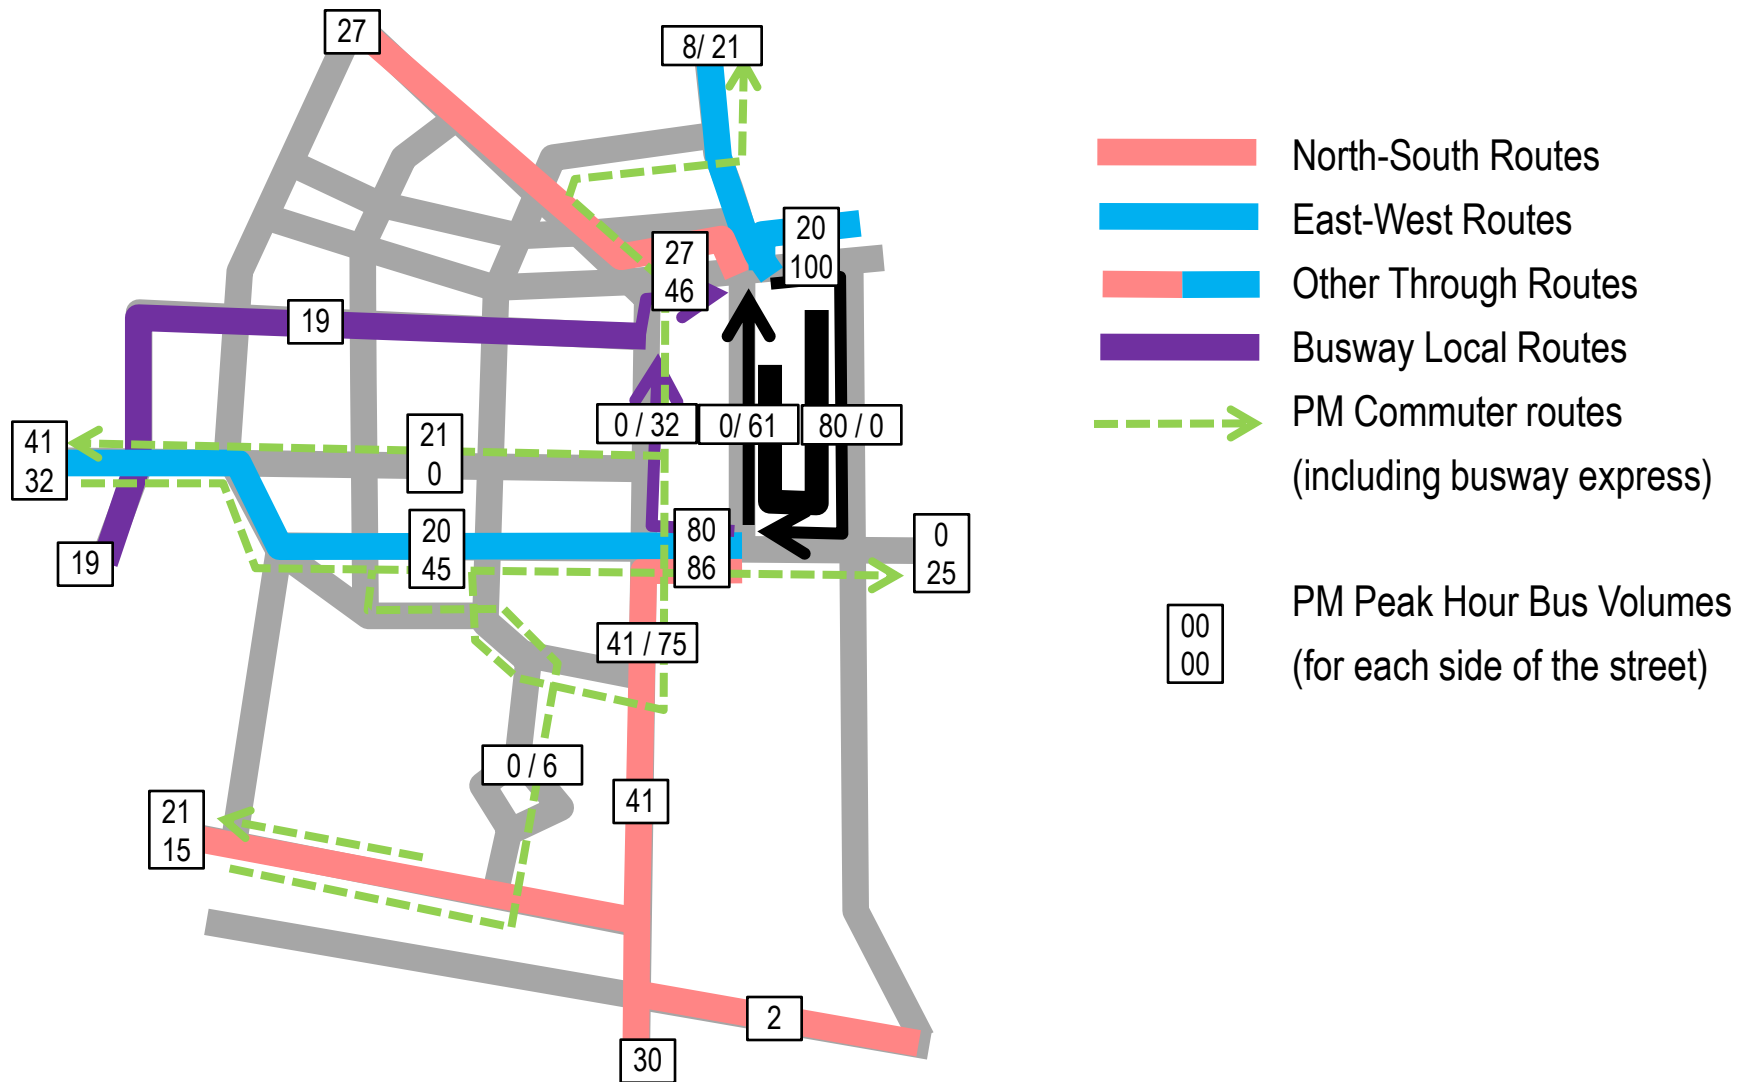 27
8/ 21
20
100
27
46
19
0 / 32
0/ 61
80 / 0
41
32
21
0
20
45
80
86
0
25
19
41 / 75
0 / 6
41
21
15
2
30
North-South Routes
East-West Routes
Other Through Routes
Busway Local Routes
PM Commuter routes
(including busway express)
00
00
PM Peak Hour Bus Volumes
(for each side of the street)